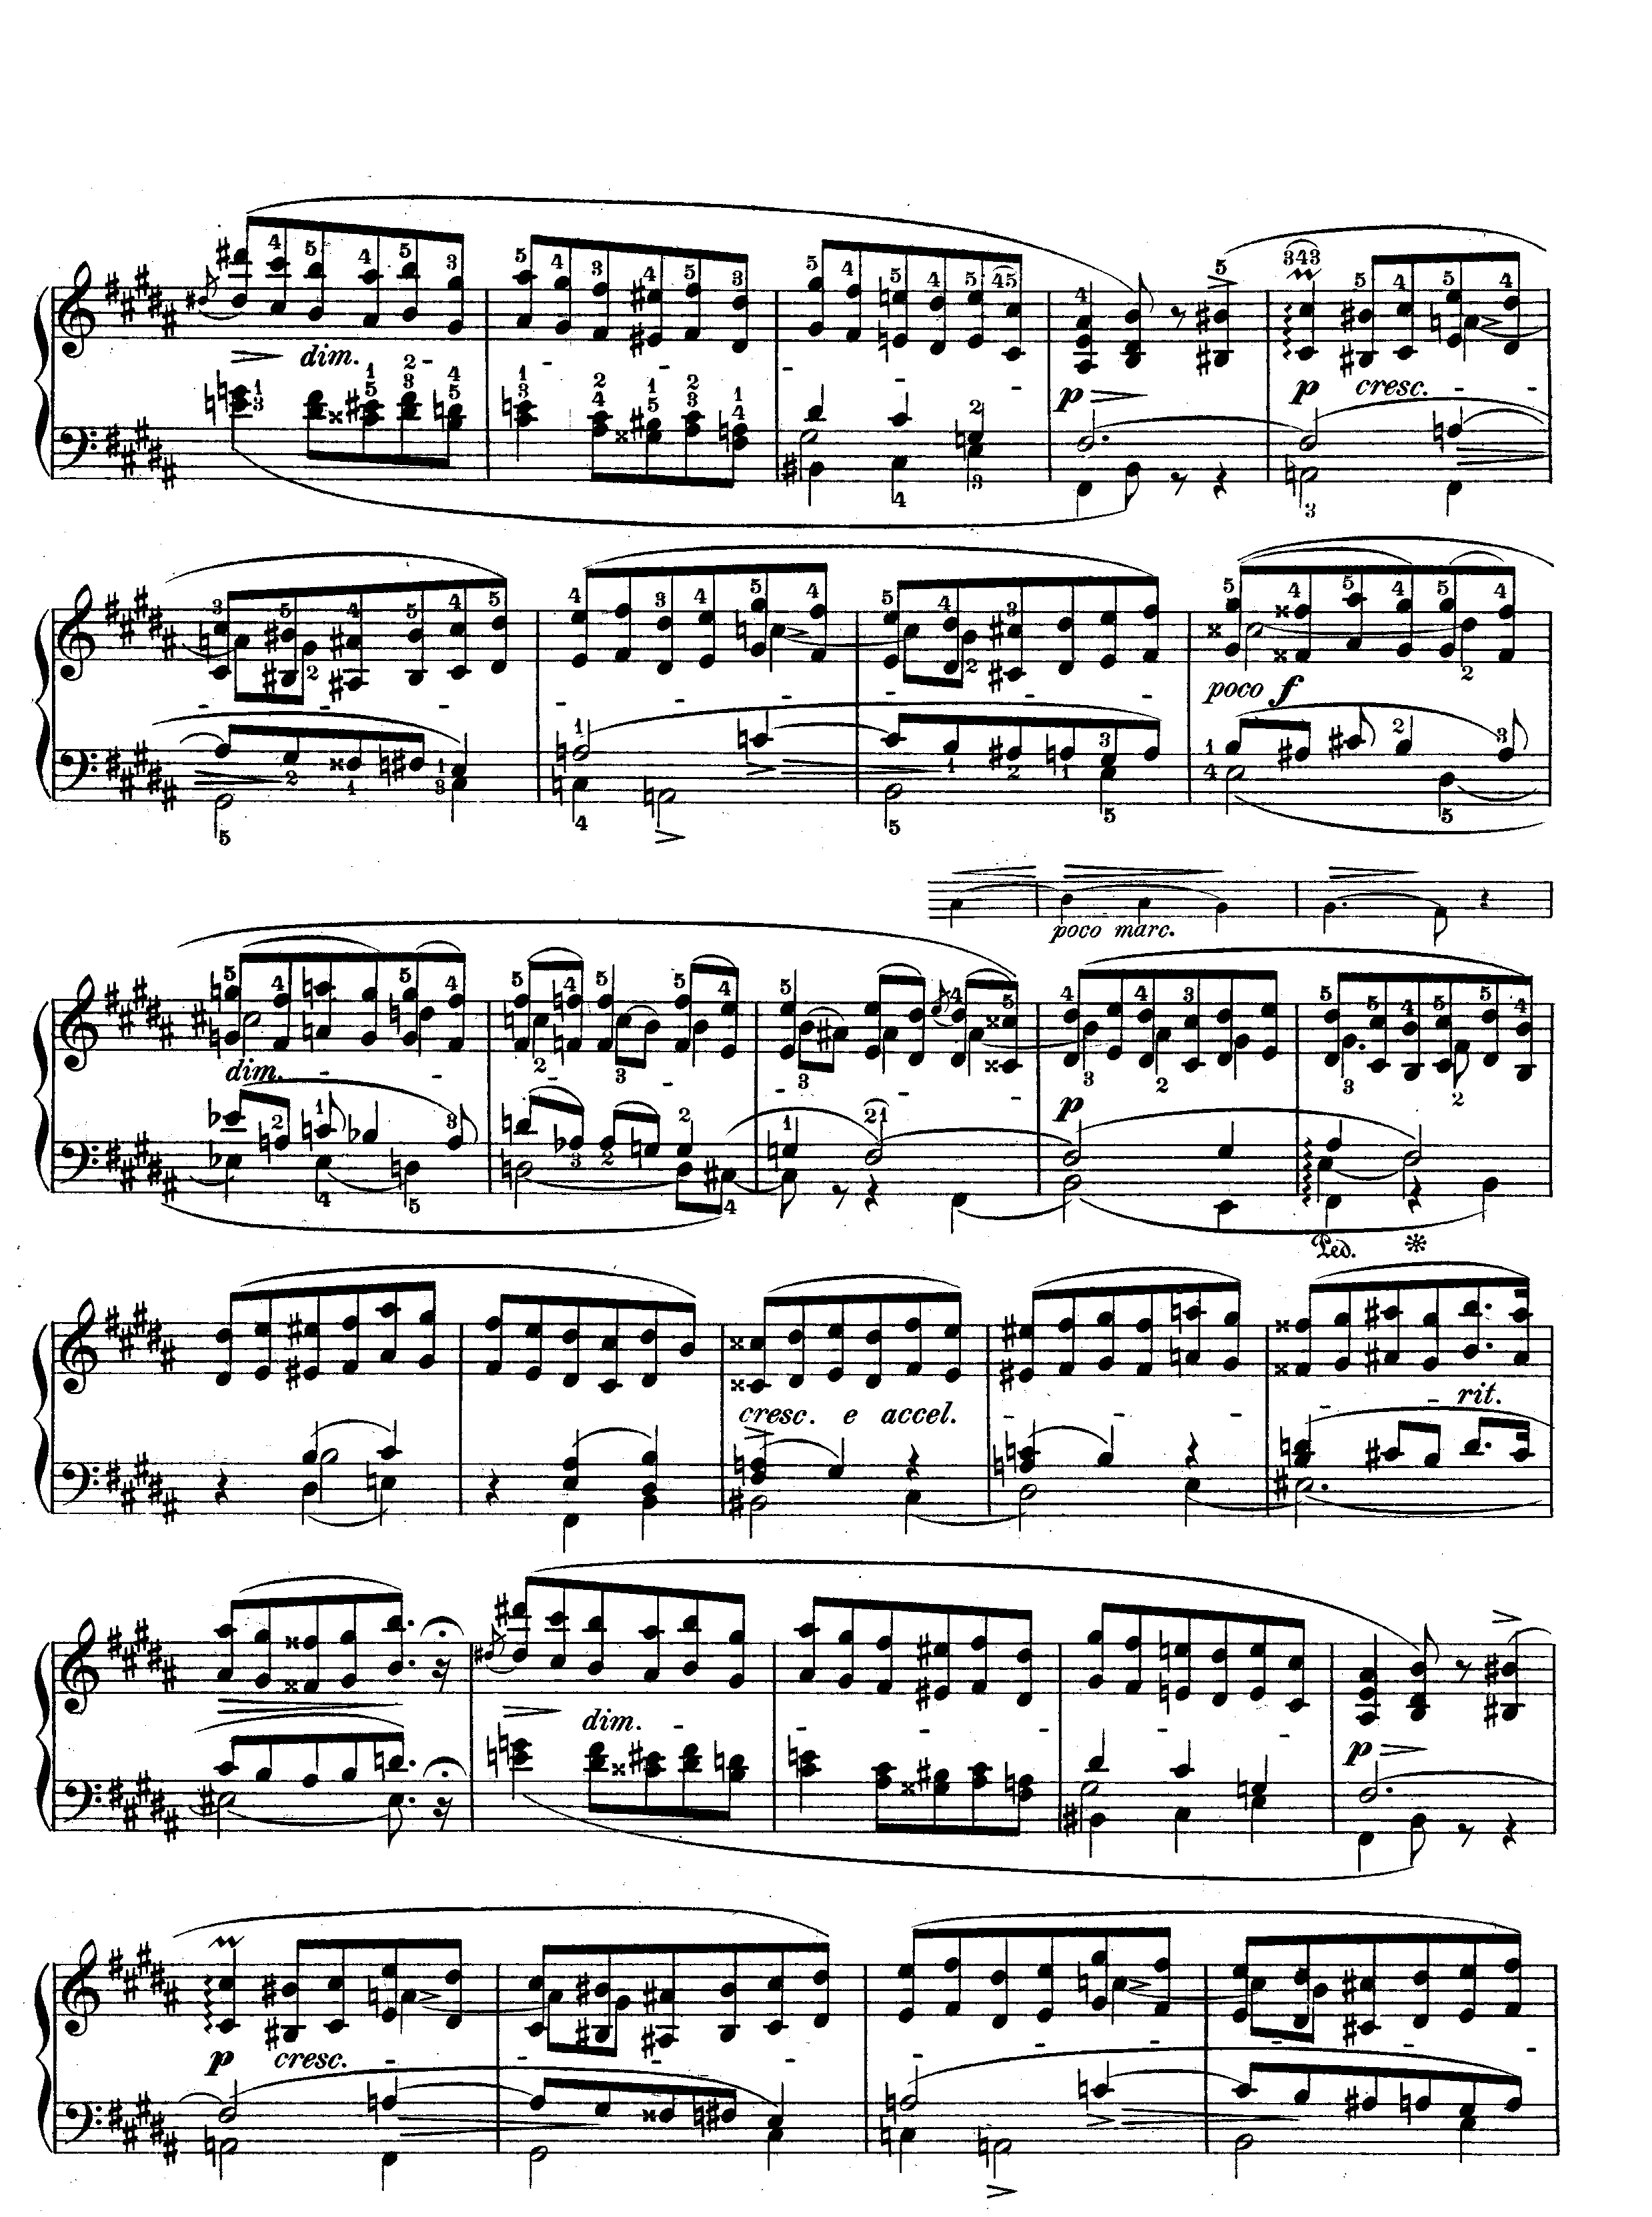 dim.
p
p cresc.
poco f
poco marc.
dim.
p
Ped.
cresc. e accel.
rit.
dim.
p
p cresc.